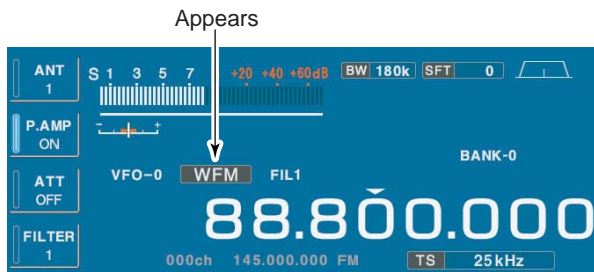 Appears
ANT
1
S 1 3 5 7 +20 +40 +60dB
BW 180k SFT 0
P.AMP
ON
- +
BANK-0
VFO-0 WFM FIL1
ATT
OFF
88.800.000
FILTER
1
000ch 145.000.000 FM
TS 25kHz